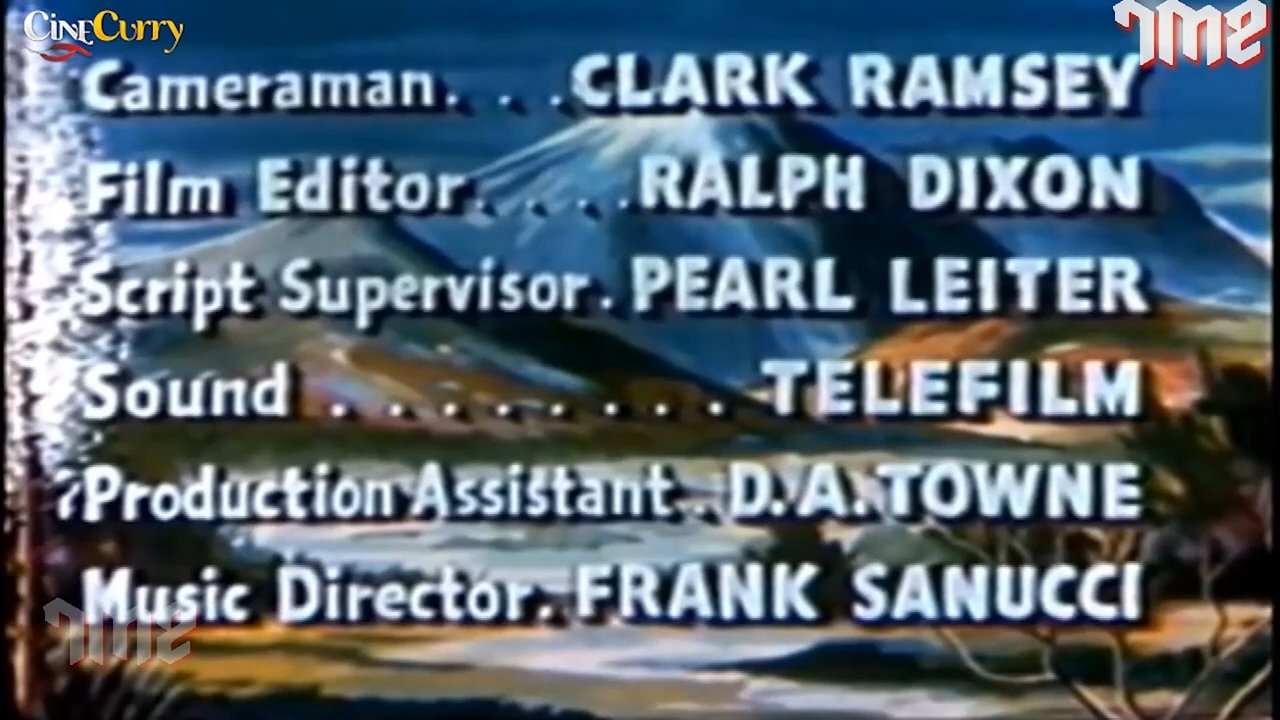 CINECURRY
Cameraman. . . .CLARK RAMSEY
Film Editor. . . .RALPH DIXON
Script Supervisor. PEARL LEITER
Sound . . . . . . . . TELEFILM
Production Assistant. . D.A.TOWNE
Music Director. FRANK SANUCCI